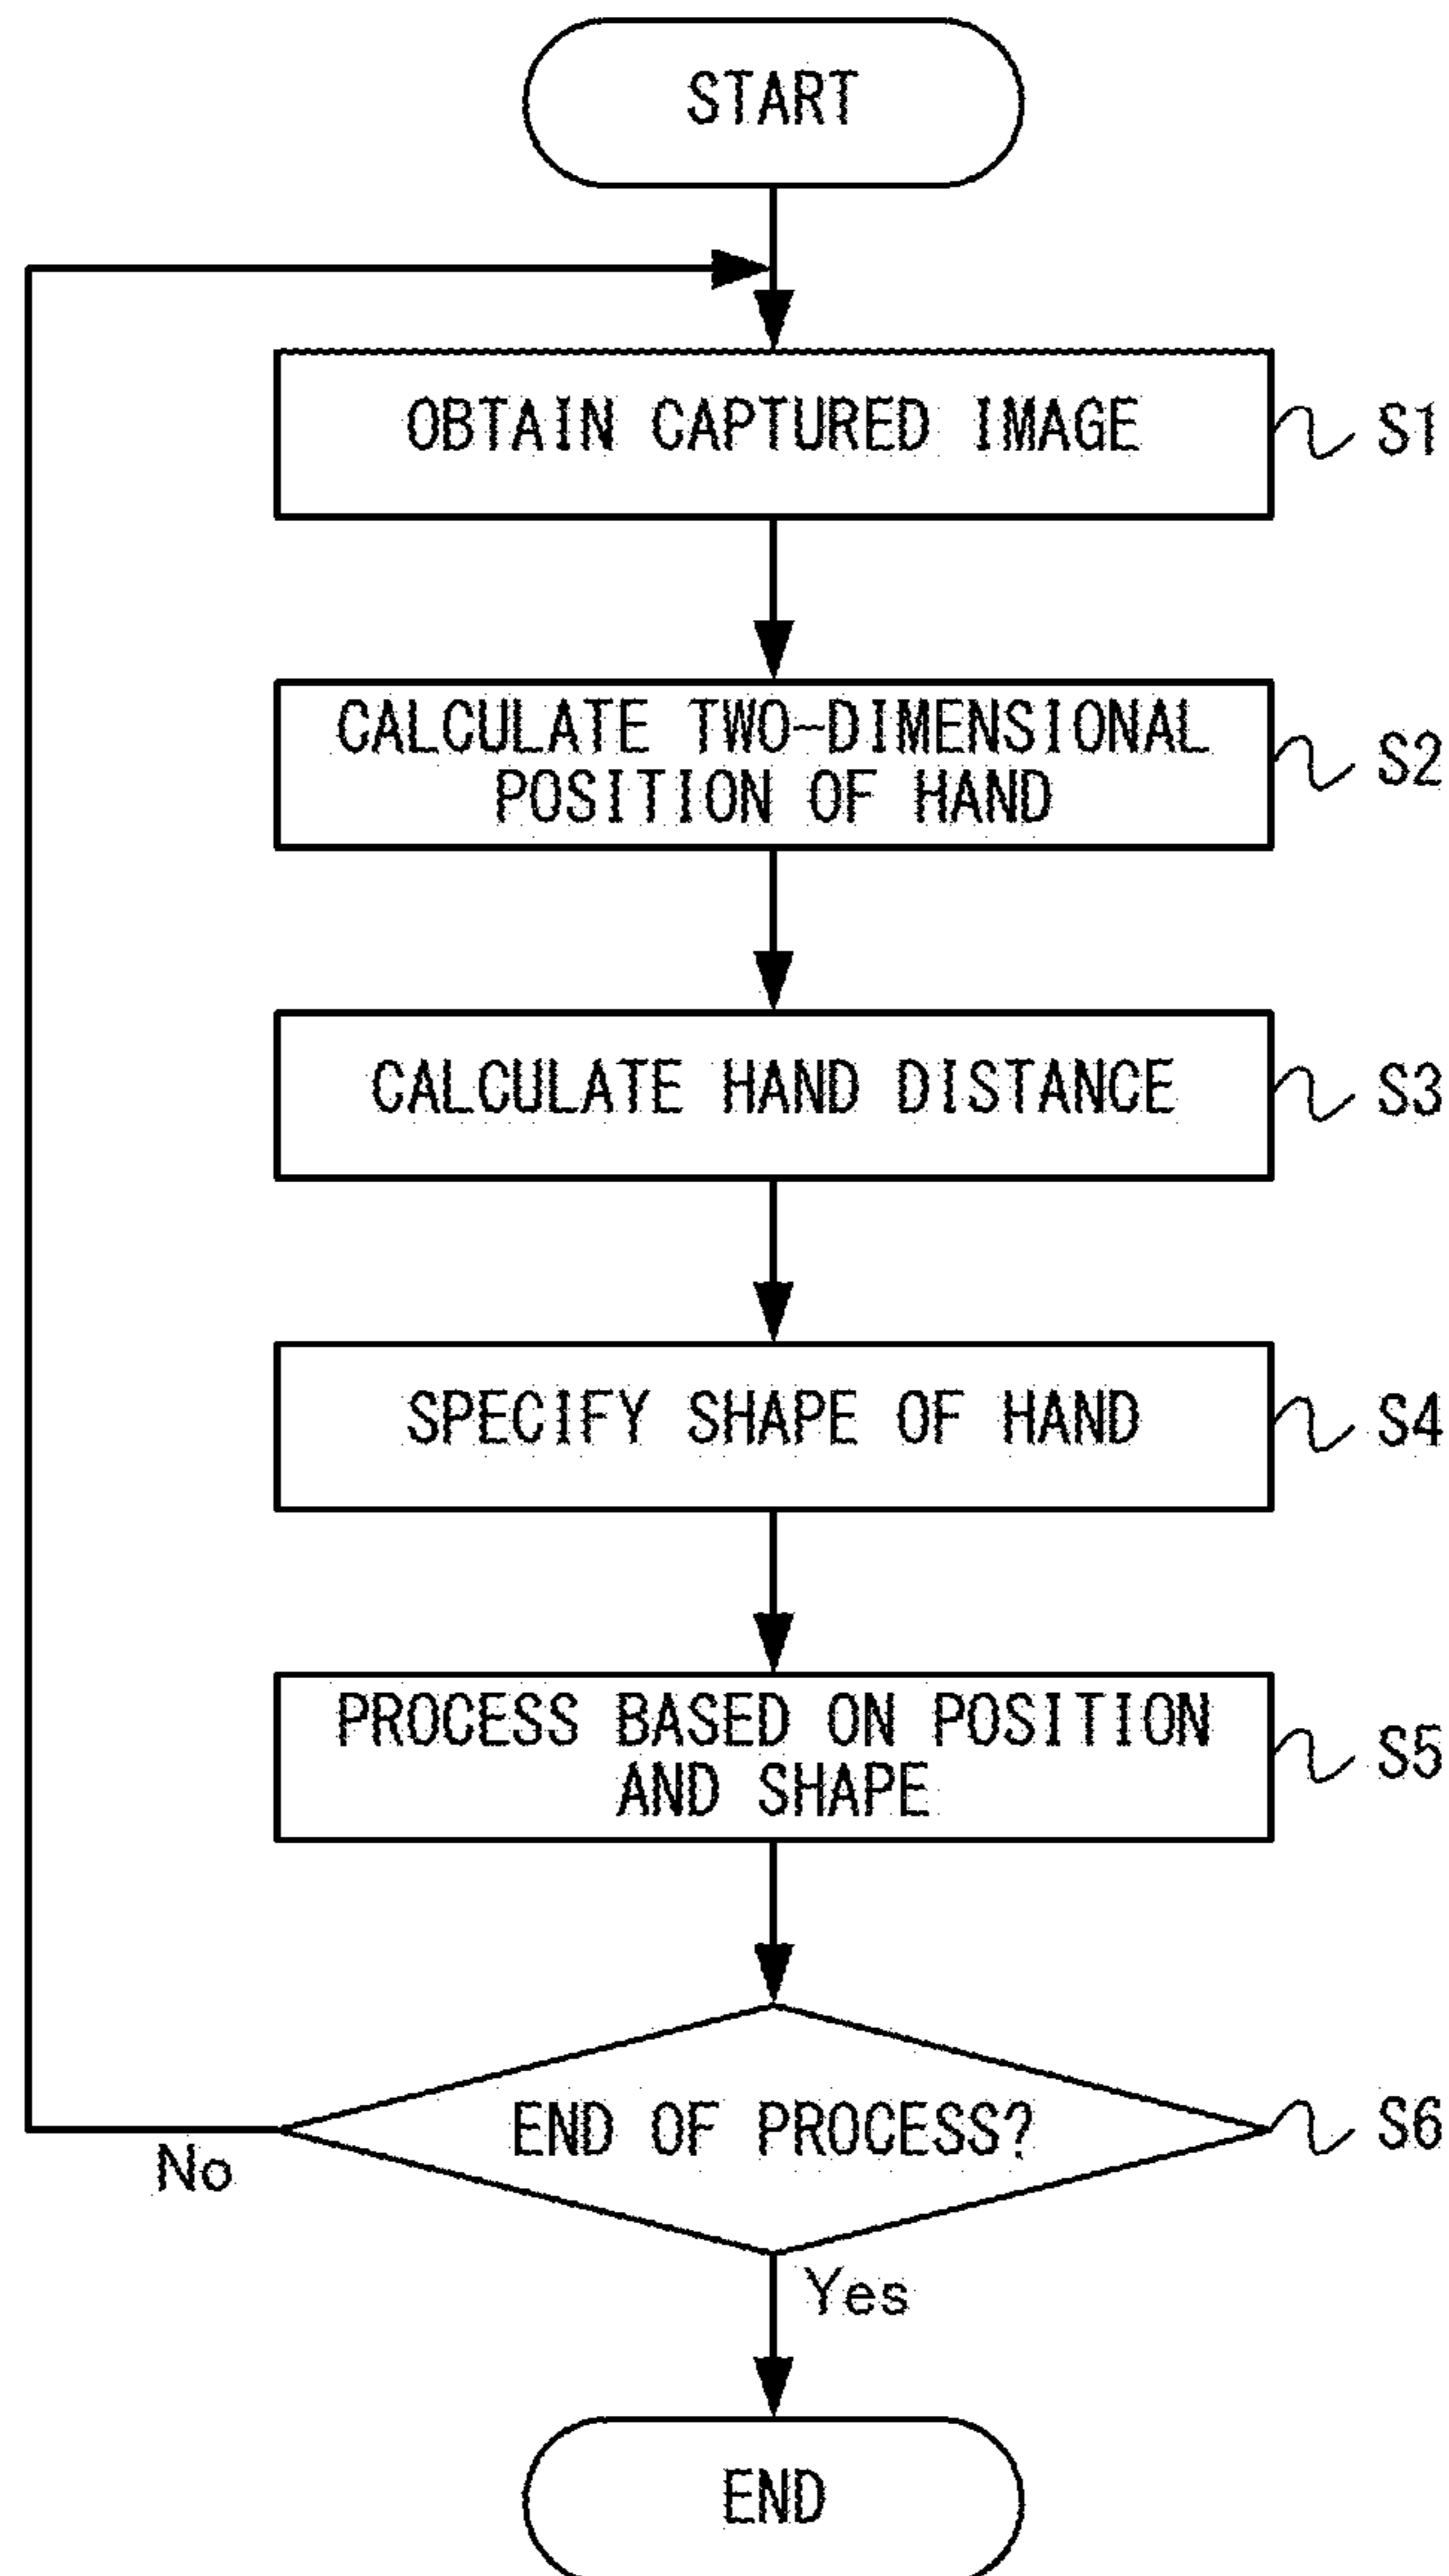 START
OBTAIN CAPTURED IMAGE
S1
CALCULATE TWO-DIMENSIONAL
POSITION OF HAND
S2
CALCULATE HAND DISTANCE
S3
SPECIFY SHAPE OF HAND
S4
PROCESS BASED ON POSITION
AND SHAPE
S5
END OF PROCESS?
S6
No
Yes
END